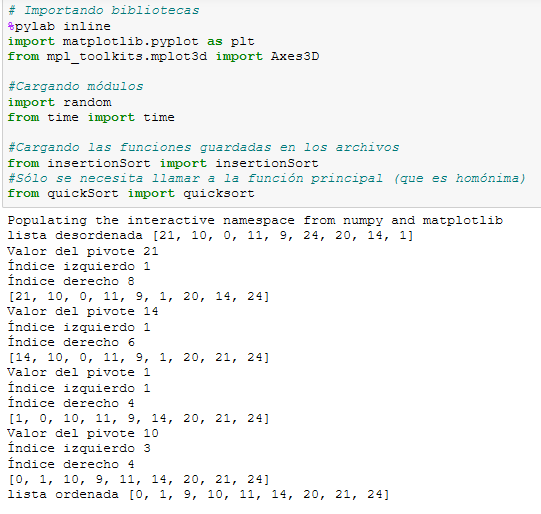 # Importando bibliotecas
%pylab inline
import matplotlib.pyplot as plt
from mpl_toolkits.mplot3d import Axes3D
#Cargando módulos
import random
from time import time
#Cargando las funciones guardadas en los archivos
from insertionSort import insertionSort
#Sólo se necesita llamar a la función principal (que es homónima)
from quickSort import quicksort
Populating the interactive namespace from numpy and matplotlib
lista desordenada [21, 10, 0, 11, 9, 24, 20, 14, 1]
Valor del pivote 21
Índice izquierdo 1
Índice derecho 8
[21, 10, 0, 11, 9, 1, 20, 14, 24]
Valor del pivote 14
Índice izquierdo 1
Índice derecho 6
[14, 10, 0, 11, 9, 1, 20, 21, 24]
Valor del pivote 1
Índice izquierdo 1
Índice derecho 4
[1, 0, 10, 11, 9, 14, 20, 21, 24]
Valor del pivote 10
Índice izquierdo 3
Índice derecho 4
[0, 1, 10, 9, 11, 14, 20, 21, 24]
lista ordenada [0, 1, 9, 10, 11, 14, 20, 21, 24]